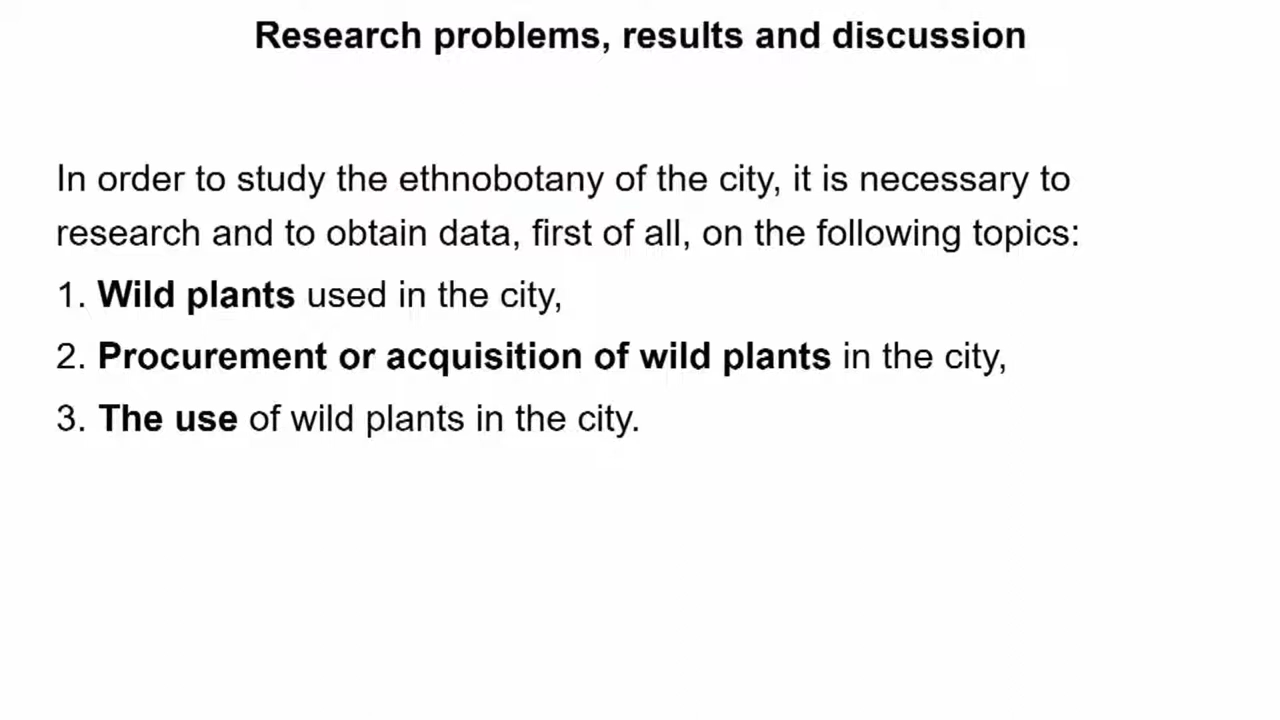 Research problems, results and discussion
In order to study the ethnobotany of the city, it is necessary to
research and to obtain data, first of all, on the following topics:
1. Wild plants used in the city,
2. Procurement or acquisition of wild plants in the city,
3. The use of wild plants in the city.